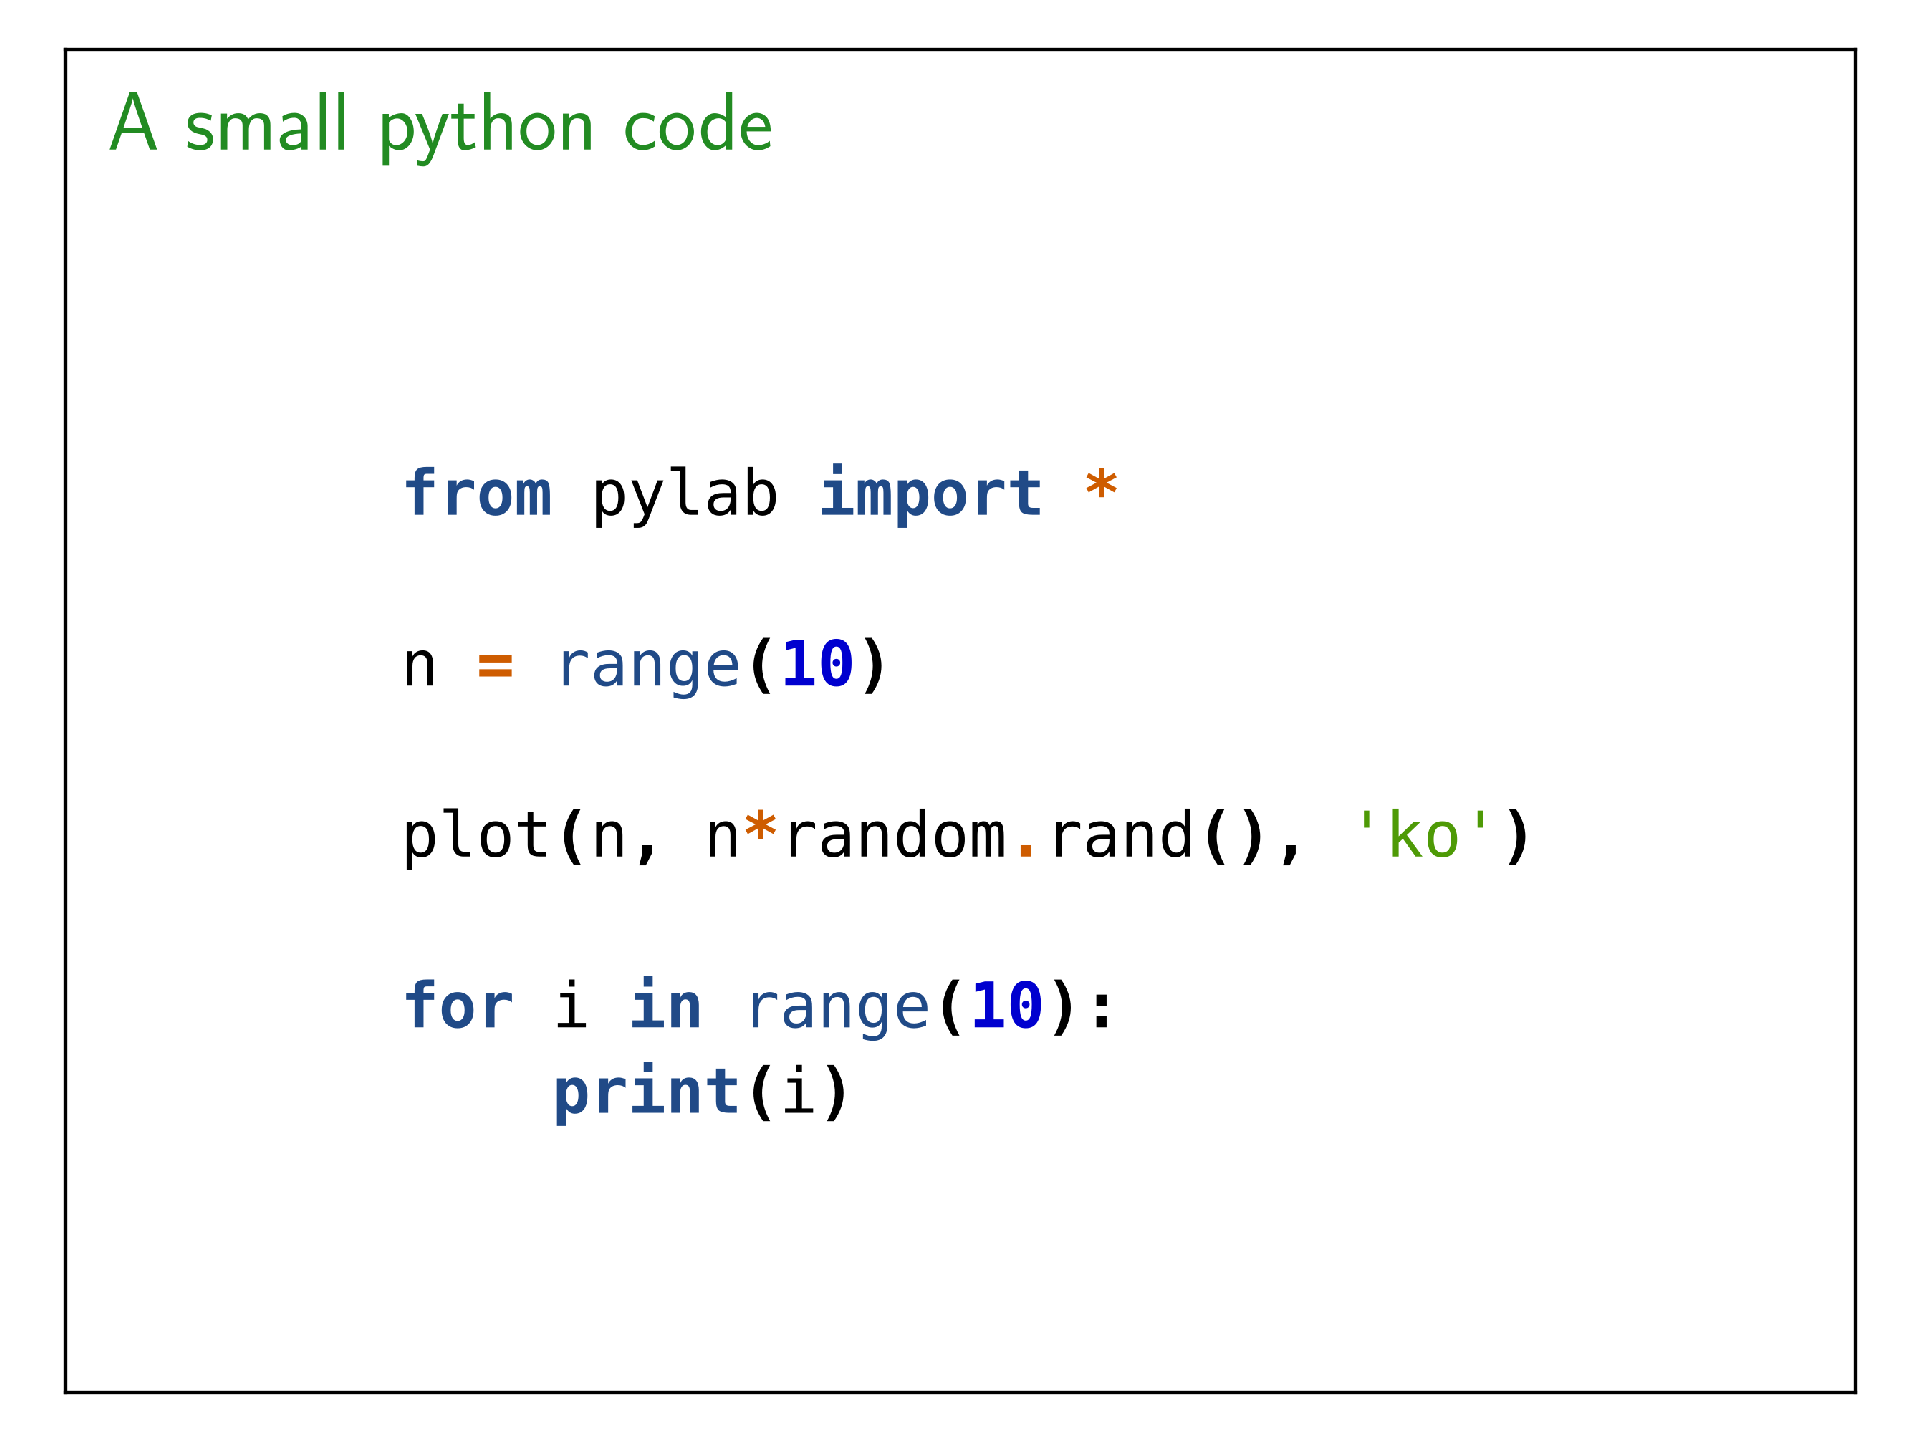 A small python code
from pylab import *
n = range(10)
plot(n, n*random.rand(), 'ko')
for i in range(10):
    print(i)